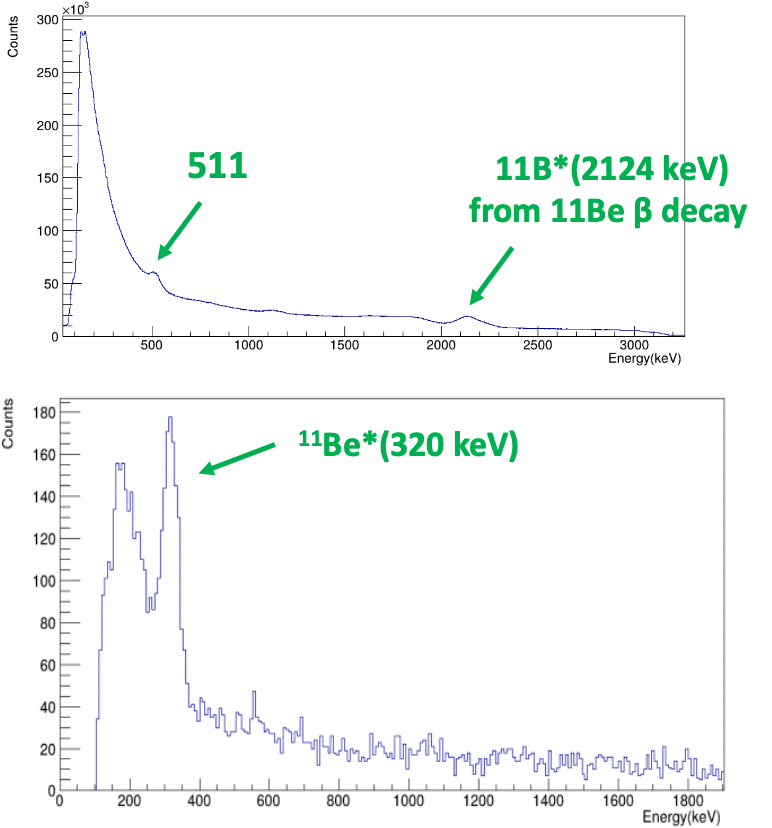 ×10³
Counts
300
250
200
150
100
50
0
511
11B*(2124 keV)
from 11Be β decay
500 1000 1500 2000 2500 3000
Energy(keV)
Counts
180
160
140
120
100
80
60
40
20
0
¹¹Be*(320 keV)
0 200 400 600 800 1000 1200 1400 1600 1800
Energy(keV)